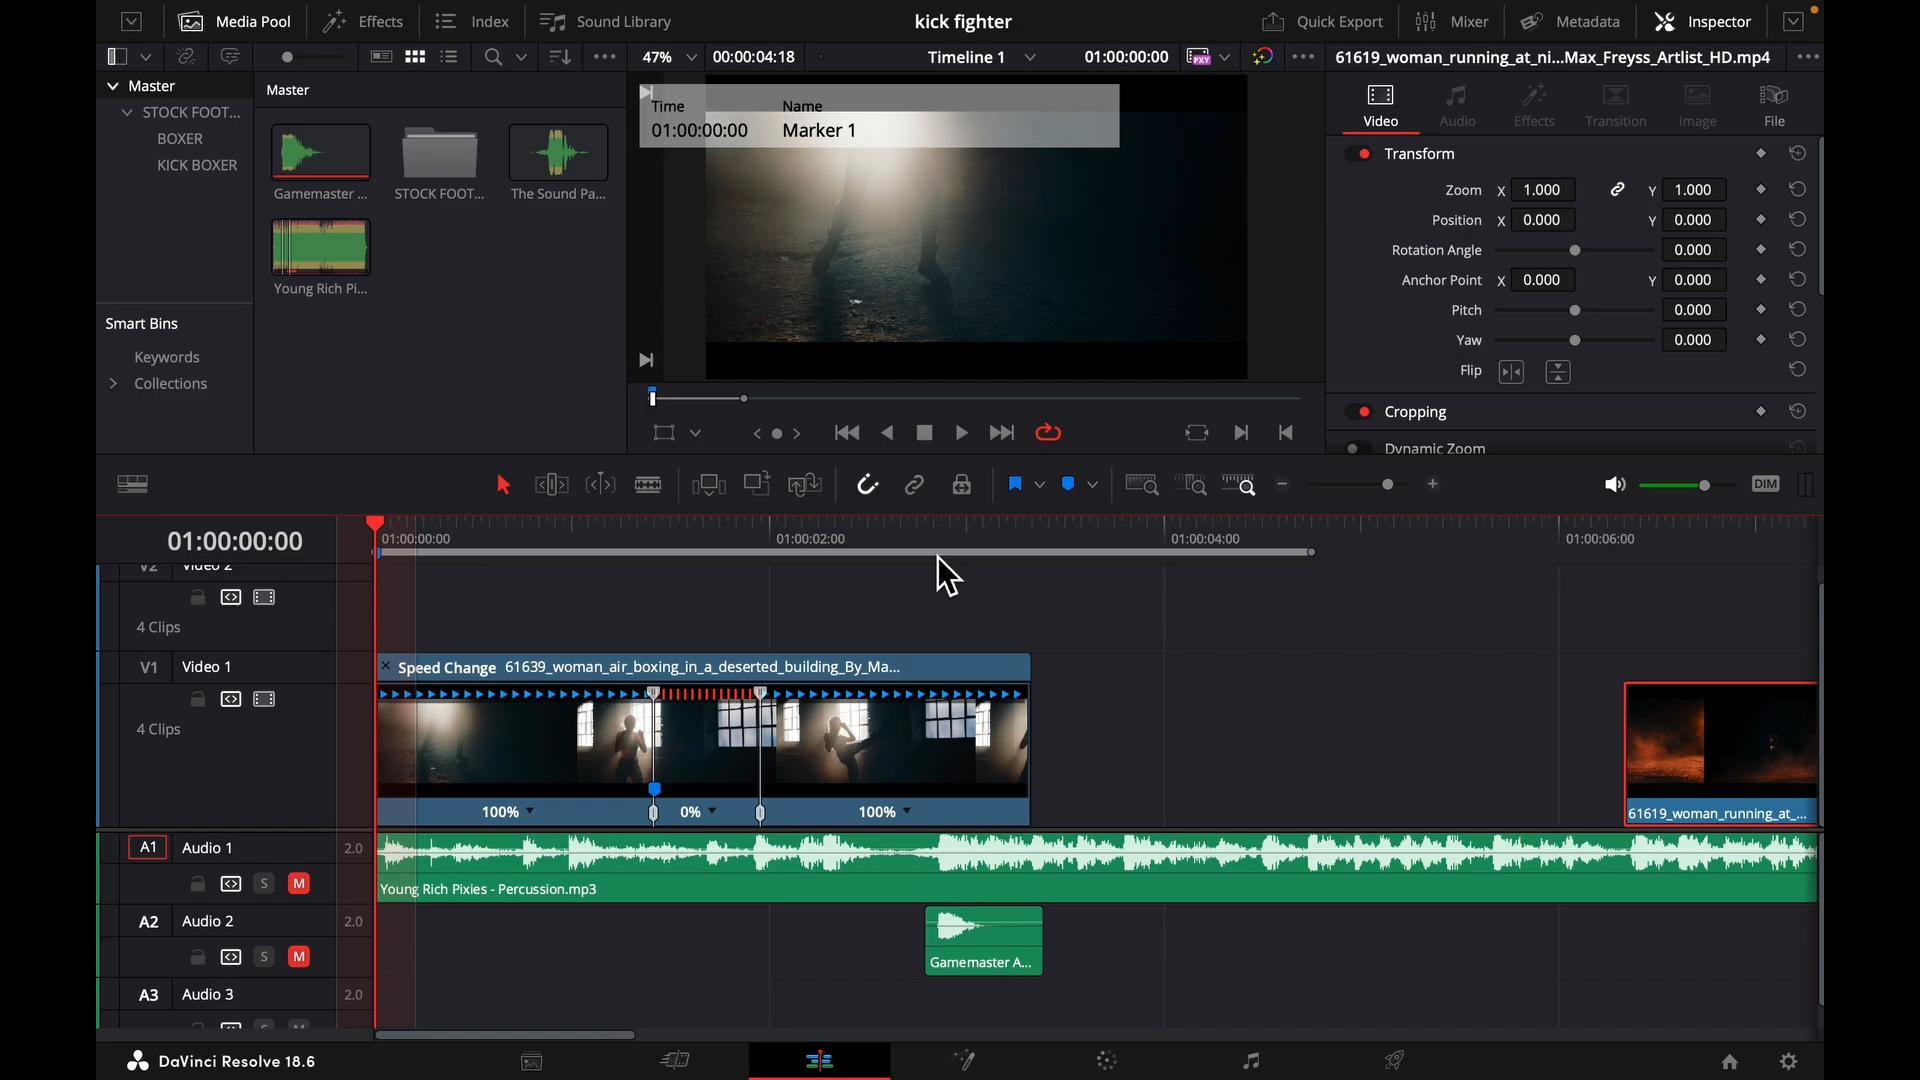 Media Pool
Effects
Index
Sound Library
kick fighter
Quick Export
Mixer
Metadata
Inspector
47%
00:00:04:18
Timeline 1
01:00:00:00
PXY
61619_woman_running_at_ni...Max_Freyss_Artlist_HD.mp4
Master
STOCK FOOT...
BOXER
KICK BOXER
Master
Gamemaster ...
STOCK FOOT...
The Sound Pa...
Young Rich Pi...
Smart Bins
Keywords
Collections
Time Name
01:00:00:00 Marker 1
Video
Audio
Effects
Transition
Image
File
Transform
Zoom X 1.000 Y 1.000
Position X 0.000 Y 0.000
Rotation Angle 0.000
Anchor Point X 0.000 Y 0.000
Pitch 0.000
Yaw 0.000
Flip
Cropping
Dynamic Zoom
DIM
01:00:00:00
01:00:00:00
01:00:02:00
01:00:04:00
01:00:06:00
V2 Video 2
4 Clips
V1 Video 1
4 Clips
Speed Change 61639_woman_air_boxing_in_a_deserted_building_By_Ma...
100%
0%
100%
61619_woman_running_at_...
A1 Audio 1 2.0
S M
Young Rich Pixies - Percussion.mp3
A2 Audio 2 2.0
S M
Gamemaster A...
A3 Audio 3 2.0
S M
DaVinci Resolve 18.6